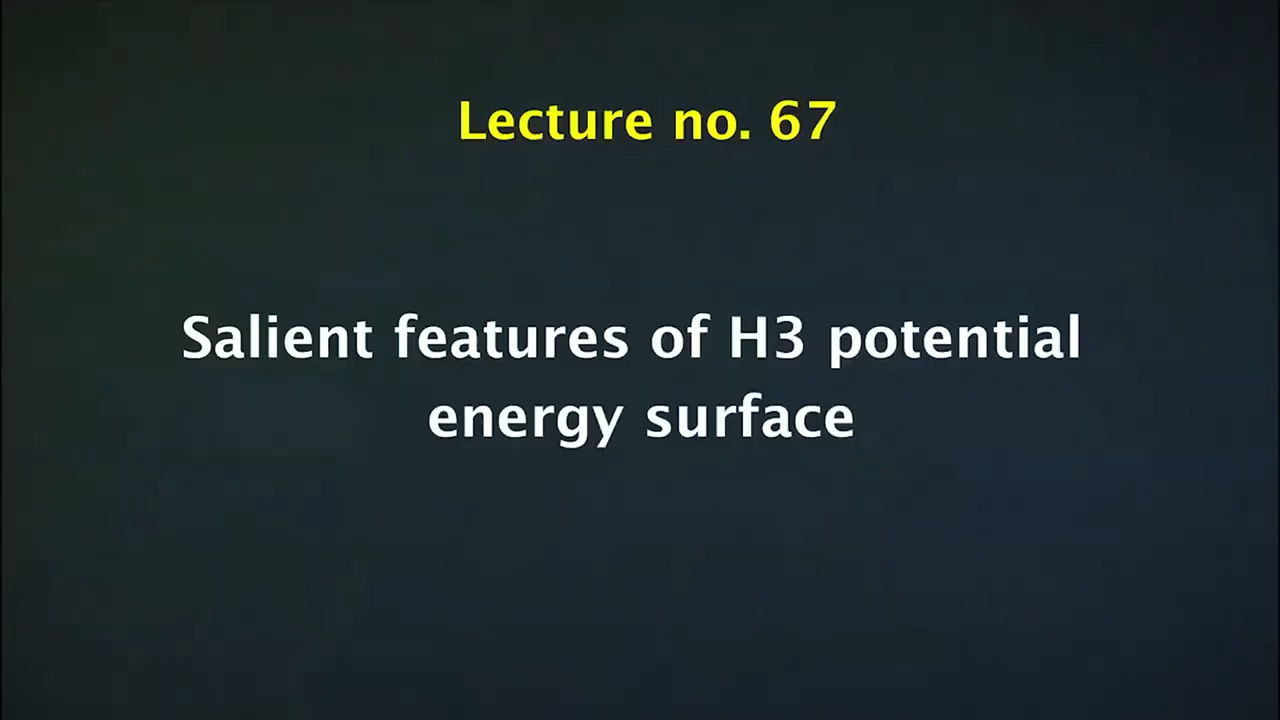 Lecture no. 67
Salient features of H3 potential
energy surface